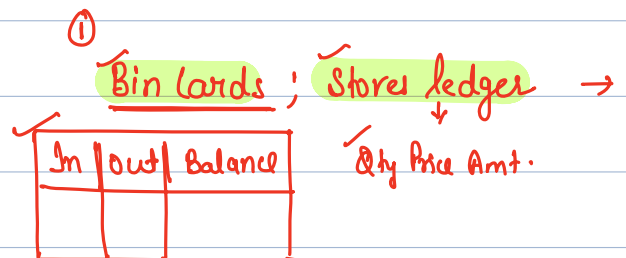 ①
Bin Cards ; Stores ledger →
In Out Balance
Qty Price Amt.